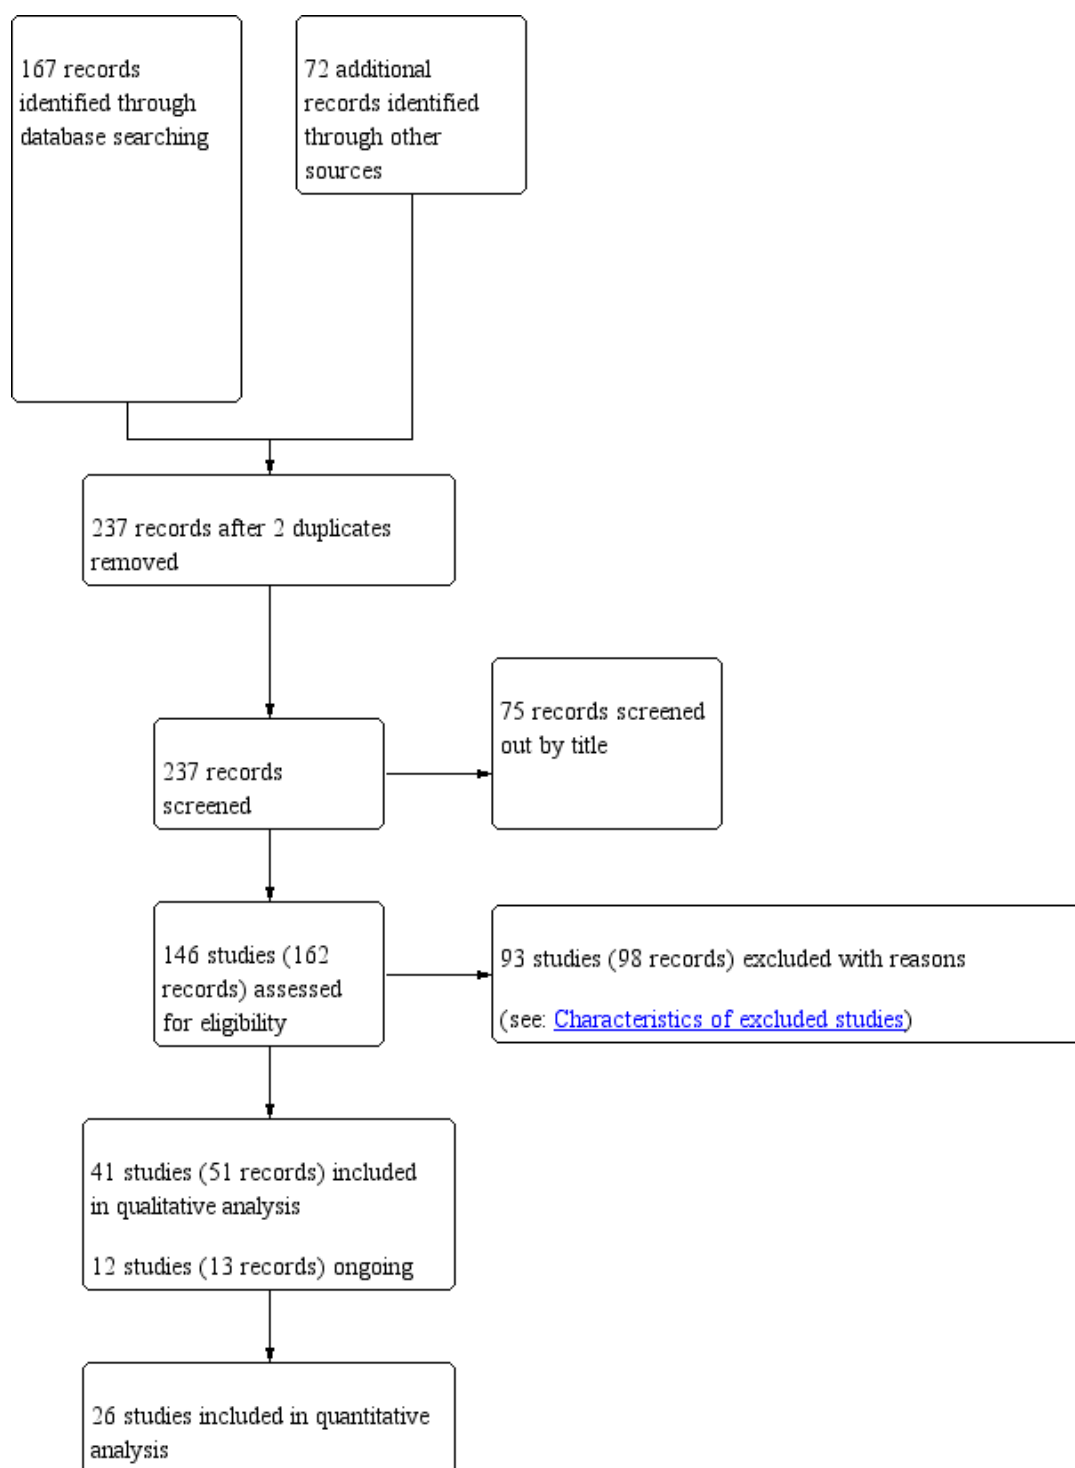 167 records
identified through
database searching
72 additional
records identified
through other
sources
237 records after 2 duplicates
removed
237 records
screened
75 records screened
out by title
146 studies (162
records) assessed
for eligibility
93 studies (98 records) excluded with reasons
(see: Characteristics of excluded studies)
41 studies (51 records) included
in qualitative analysis
12 studies (13 records) ongoing
26 studies included in quantitative
analysis